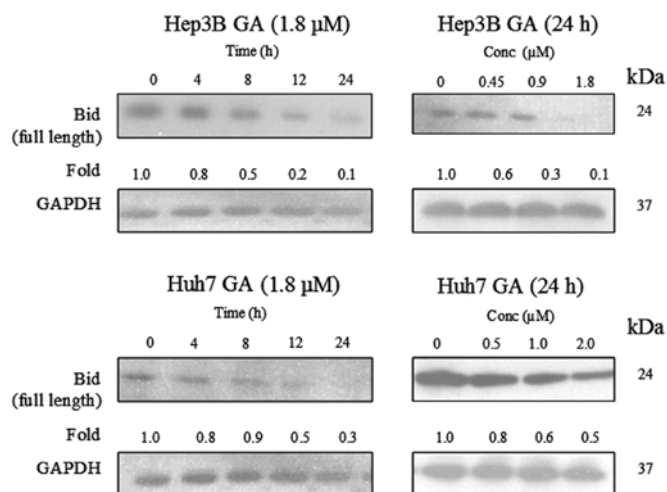 Hep3B GA (1.8 µM)
Time (h)
0 4 8 12 24
Bid
(full length)
Fold
1.0 0.8 0.5 0.2 0.1
GAPDH
Hep3B GA (24 h)
Conc (µM)
0 0.45 0.9 1.8
kDa
24
1.0 0.6 0.3 0.1
37
Huh7 GA (1.8 µM)
Time (h)
0 4 8 12 24
Bid
(full length)
Fold
1.0 0.8 0.9 0.5 0.3
GAPDH
Huh7 GA (24 h)
Conc (µM)
0 0.5 1.0 2.0
kDa
24
1.0 0.8 0.6 0.5
37